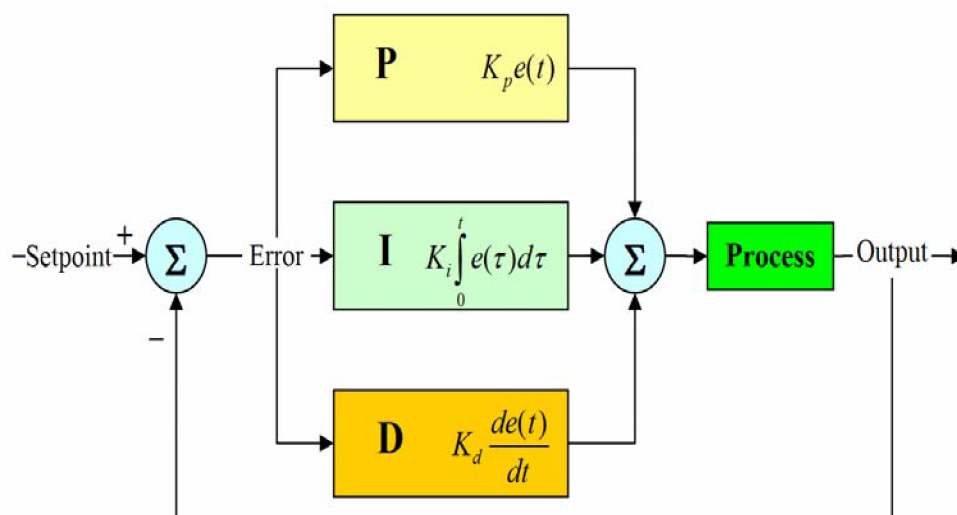 P K_p e(t)
–Setpoint + Σ Error I K_i ∫_0^t e(τ)dτ Σ Process Output
–
D K_d de(t)/dt